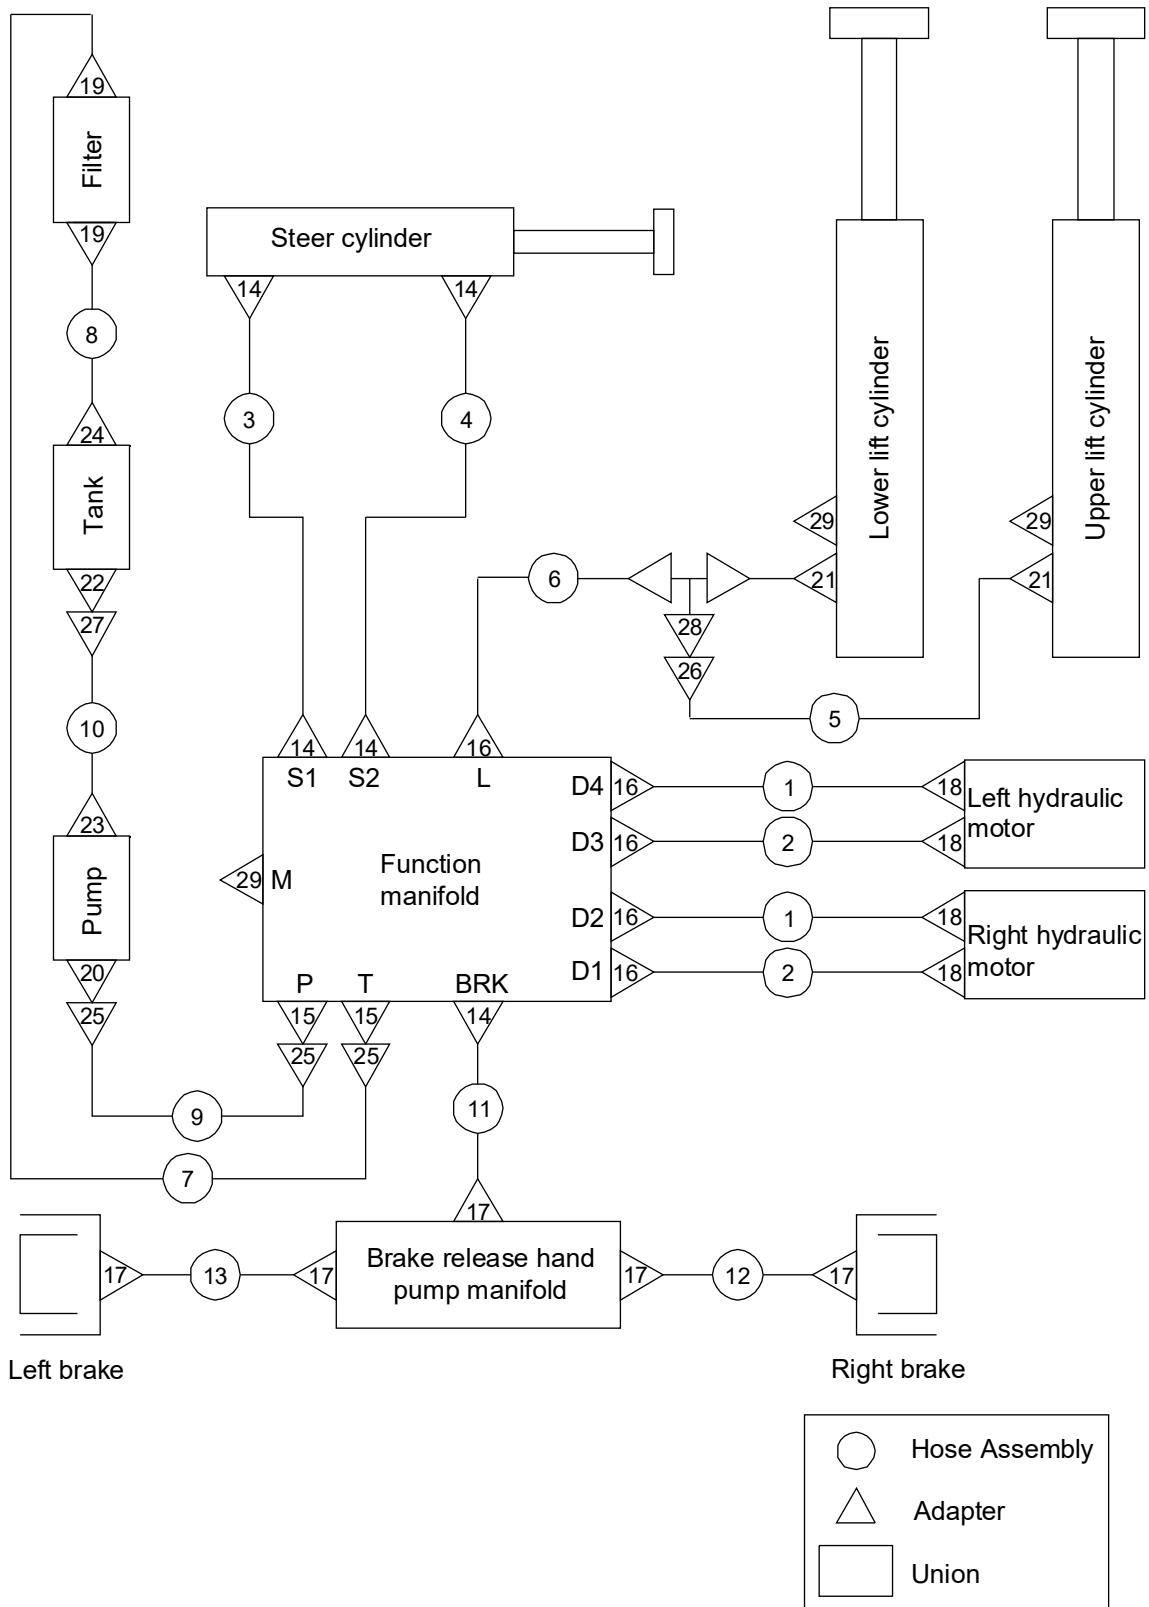 19
Filter
19
8
24
Tank
22
27
10
23
Pump
20
25
9
7
Steer cylinder
14
14
3
4
Lower lift cylinder
29
21
Upper lift cylinder
29
21
6
28
26
5
14
14
16
S1
S2
L
29
M
Function
manifold
D4
16
1
18
D3
16
2
18
Left hydraulic
motor
D2
16
1
18
D1
16
2
18
Right hydraulic
motor
P
T
BRK
15
15
14
25
25
11
17
Brake release hand
pump manifold
17
13
17
17
12
17
Left brake
Right brake
Hose Assembly
Adapter
Union